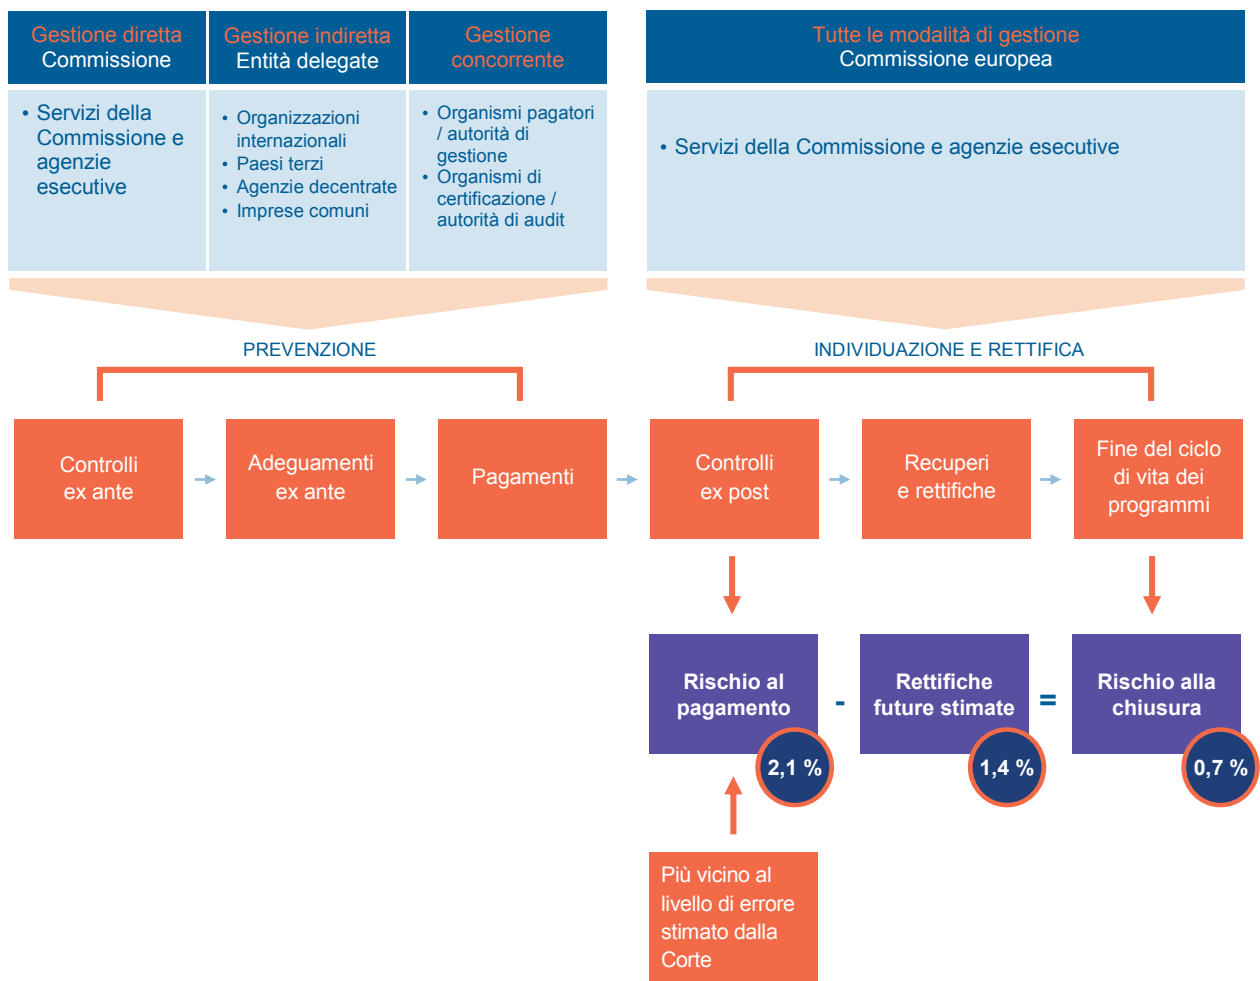 Gestione diretta
Commissione
Gestione indiretta
Entità delegate
Gestione
concorrente
Tutte le modalità di gestione
Commissione europea
• Servizi della
Commissione e
agenzie
esecutive
• Organizzazioni
internazionali
• Paesi terzi
• Agenzie decentrate
• Imprese comuni
• Organismi pagatori
/ autorità di
gestione
• Organismi di
certificazione /
autorità di audit
• Servizi della Commissione e agenzie esecutive
PREVENZIONE
INDIVIDUAZIONE E RETTIFICA
Controlli
ex ante
Adeguamenti
ex ante
Pagamenti
Controlli
ex post
Recuperi
e rettifiche
Fine del ciclo
di vita dei
programmi
Rischio al
pagamento
2,1 %
-
Rettifiche
future stimate
1,4 %
=
Rischio alla
chiusura
0,7 %
Più vicino al
livello di errore
stimato dalla
Corte